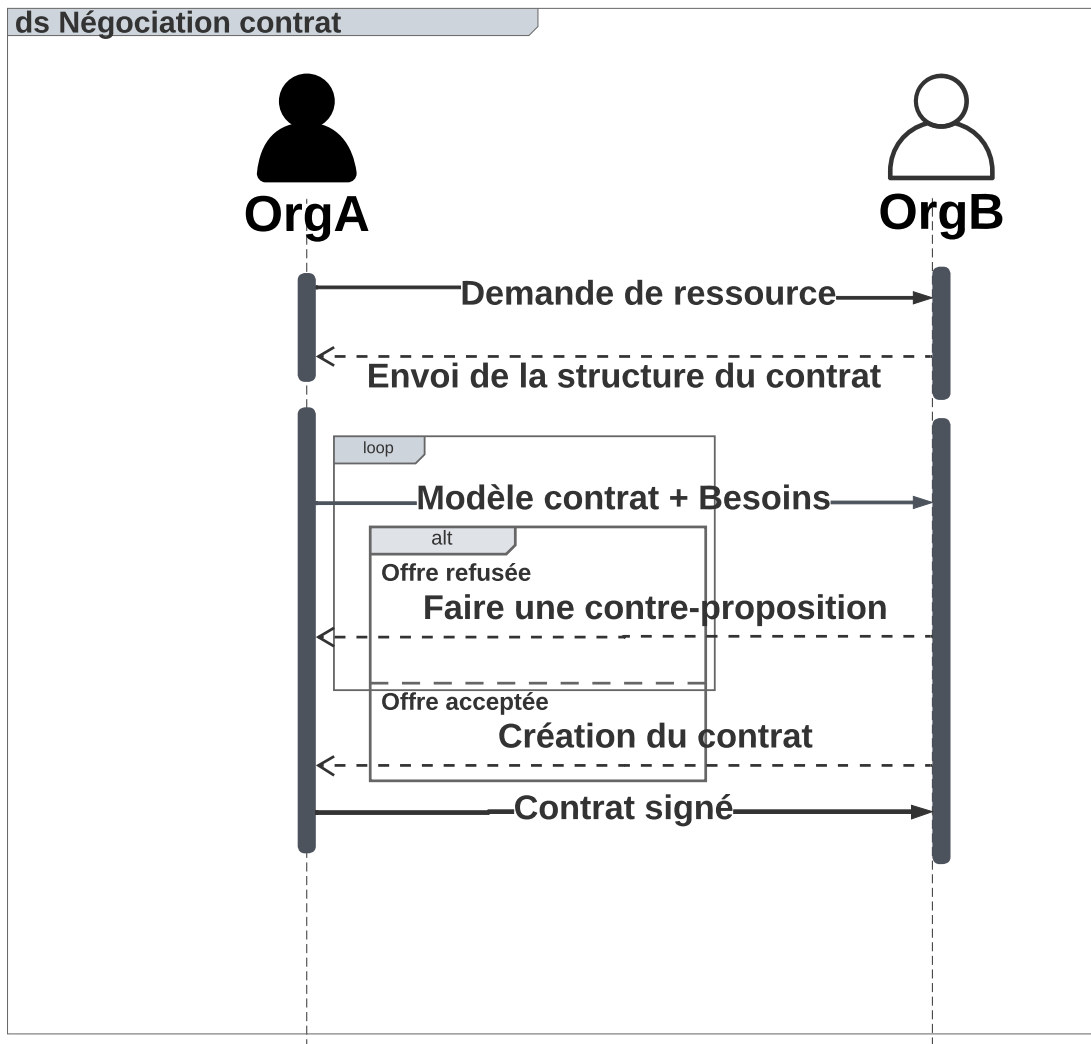 ds Négociation contrat
OrgA
OrgB
Demande de ressource
Envoi de la structure du contrat
loop
Modèle contrat + Besoins
alt
Offre refusée
Faire une contre-proposition
Offre acceptée
Création du contrat
Contrat signé